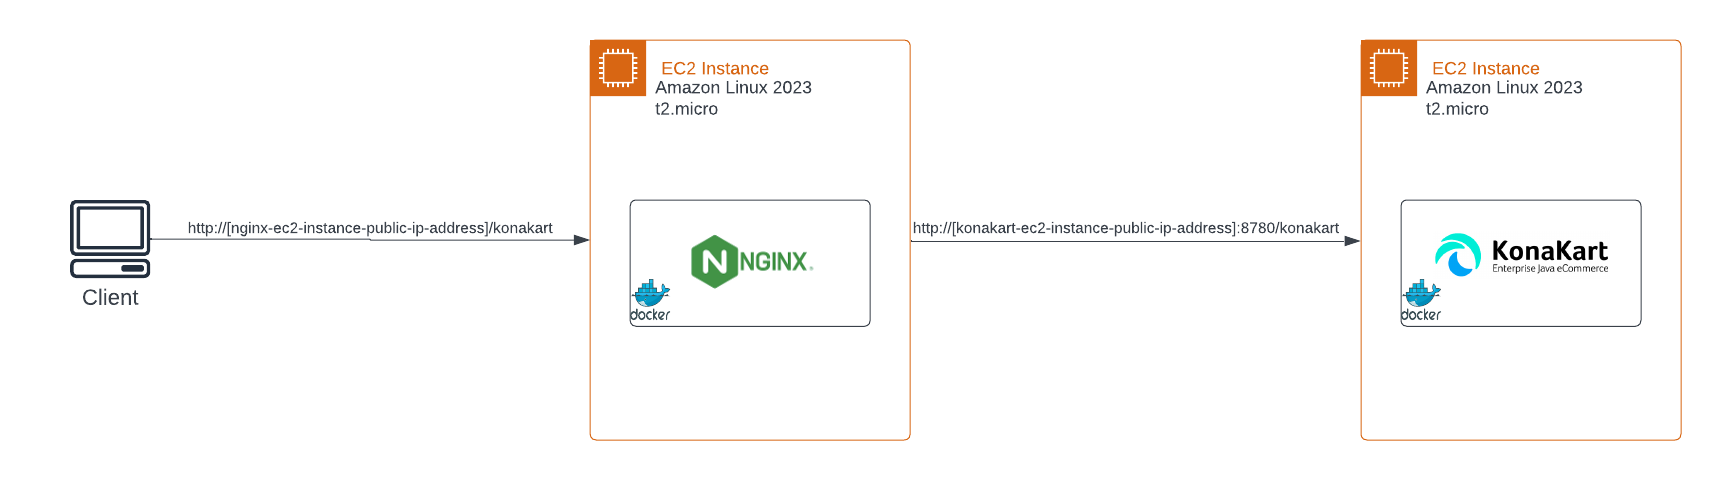 EC2 Instance
Amazon Linux 2023
t2.micro
EC2 Instance
Amazon Linux 2023
t2.micro
http://[nginx-ec2-instance-public-ip-address]/konakart
http://[konakart-ec2-instance-public-ip-address]:8780/konakart
Client
NGINX
docker
KonaKart
Enterprise Java eCommerce
docker